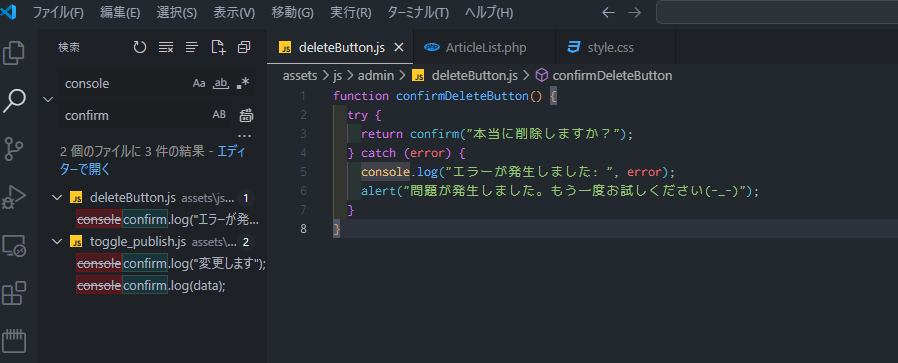 ファイル(F) 編集(E) 選択(S) 表示(V) 移動(G) 実行(R) ターミナル(T) ヘルプ(H)
検索
console
Aa ab
confirm
AB
2 個のファイルに 3 件の結果 - エディ
ターで開く
deleteButton.js assets\js... 1
consoleconfirm.log("エラーが発...
toggle_publish.js assets\... 2
consoleconfirm.log("変更します");
consoleconfirm.log(data);
JS deleteButton.js
php ArticleList.php
style.css
assets > js > admin > JS deleteButton.js > confirmDeleteButton
1 function confirmDeleteButton() {
2 try {
3 return confirm("本当に削除しますか？");
4 } catch (error) {
5 console.log("エラーが発生しました: ", error);
6 alert("問題が発生しました。もう一度お試しください(-_-)");
7 }
8 }